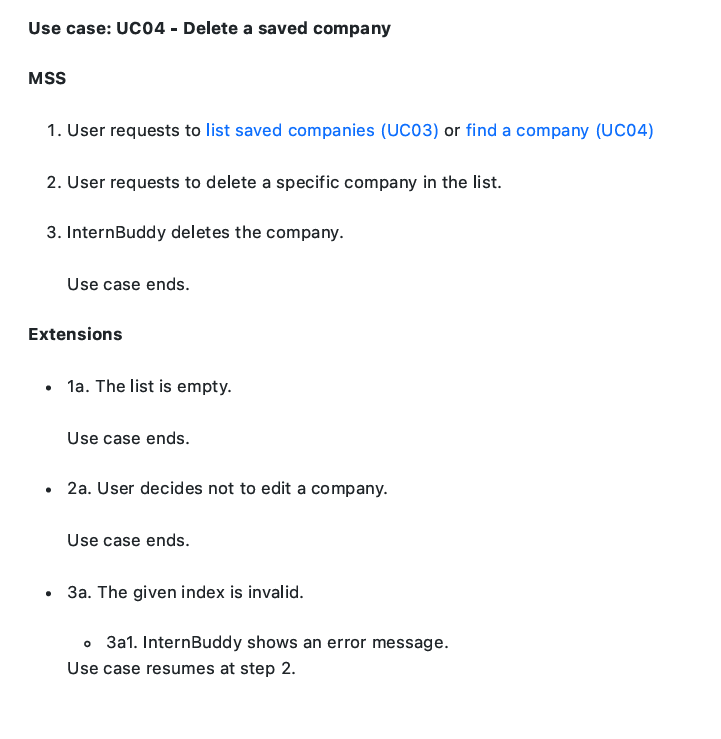 Use case: UC04 - Delete a saved company
MSS
1. User requests to list saved companies (UC03) or find a company (UC04)
2. User requests to delete a specific company in the list.
3. InternBuddy deletes the company.
Use case ends.
Extensions
• 1a. The list is empty.
Use case ends.
• 2a. User decides not to edit a company.
Use case ends.
• 3a. The given index is invalid.
◦ 3a1. InternBuddy shows an error message.
Use case resumes at step 2.